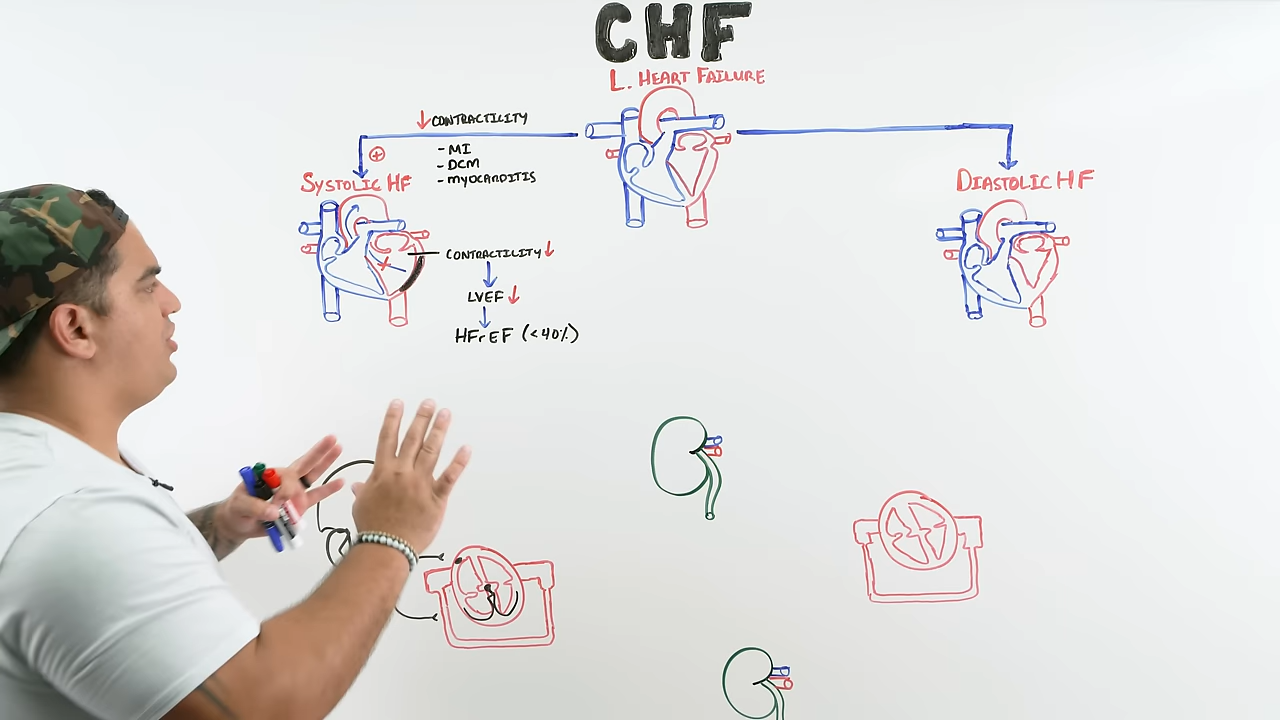 CHF
L. HEART FAILURE
↓ CONTRACTILITY
- MI
- DCM
- MYOCARDITIS
+
SYSTOLIC HF
DIASTOLIC HF
CONTRACTILITY ↓
↓
LVEF ↓
↓
HFrEF (<40%)